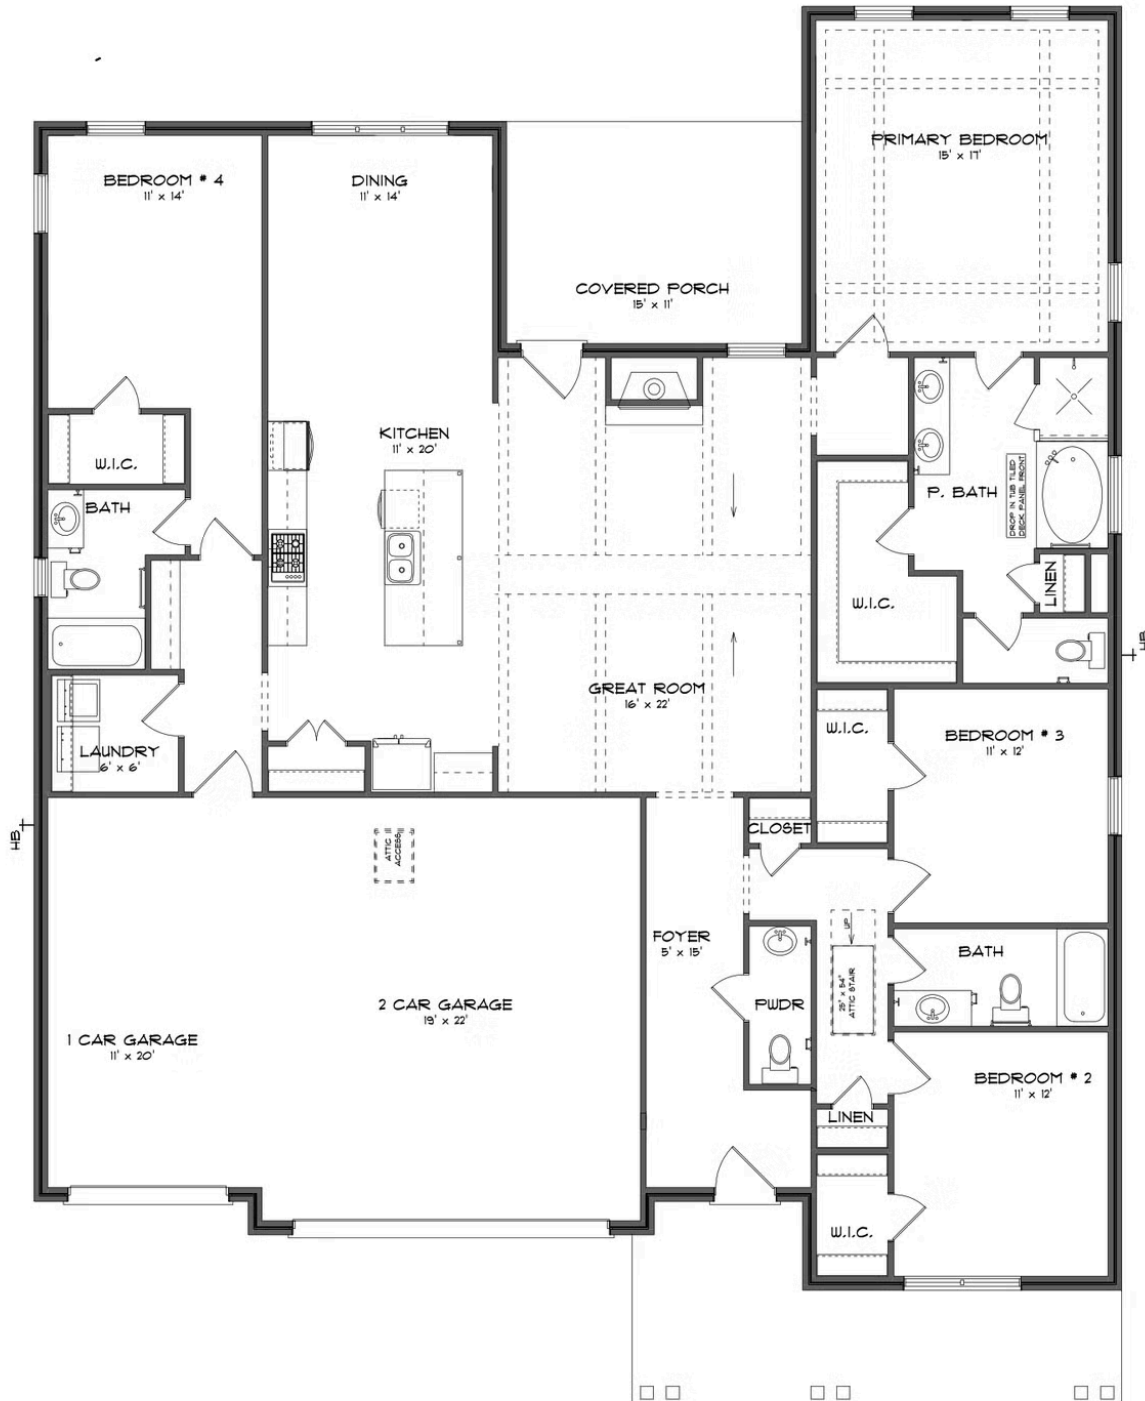 PRIMARY BEDROOM
15' x 17'
BEDROOM # 4
11' x 14'
DINING
11' x 14'
COVERED PORCH
15' x 11'
KITCHEN
11' x 20'
W.I.C.
BATH
P. BATH
DROP IN TUB TILED
DECK PANEL FRONT
LINEN
W.I.C.
HB
GREAT ROOM
16' x 22'
LAUNDRY
6' x 6'
W.I.C.
BEDROOM # 3
11' x 12'
HB
CLOSET
ATTIC
ACCESS
UP
FOYER
5' x 15'
BATH
25" x 54"
ATTIC STAIR
PWDR
2 CAR GARAGE
19' x 22'
1 CAR GARAGE
11' x 20'
BEDROOM # 2
11' x 12'
LINEN
W.I.C.